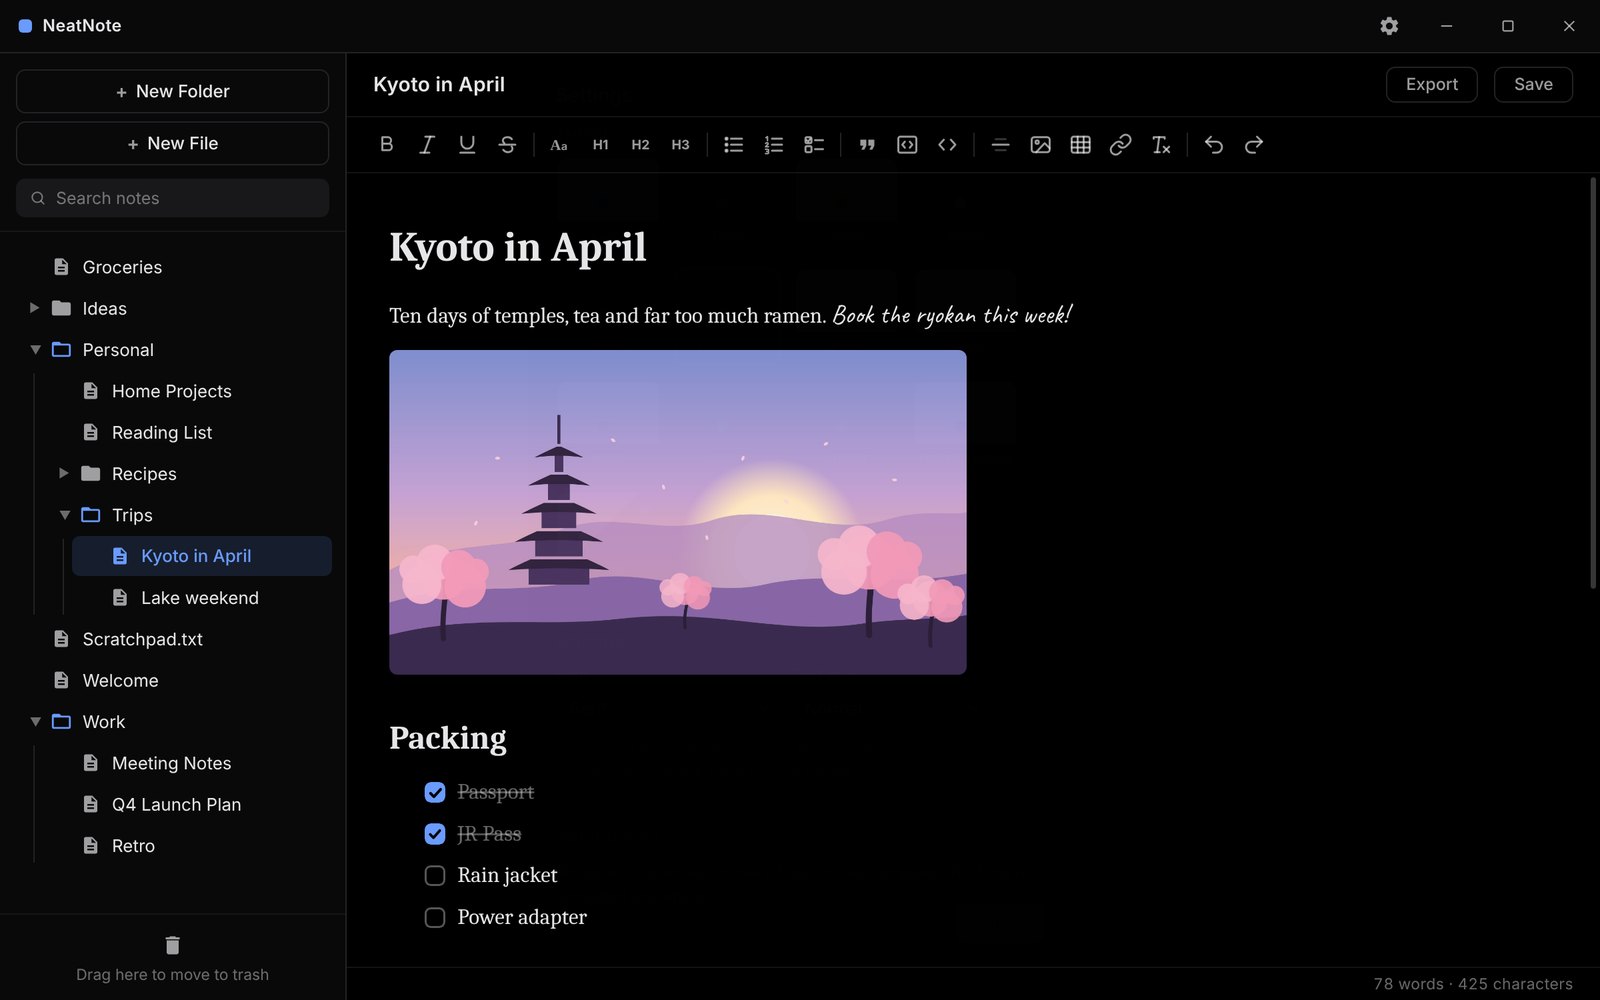 NeatNote
+ New Folder
+ New File
Search notes
Groceries
Ideas
Personal
Home Projects
Reading List
Recipes
Trips
Kyoto in April
Lake weekend
Scratchpad.txt
Welcome
Work
Meeting Notes
Q4 Launch Plan
Retro
Drag here to move to trash
Kyoto in April
Export
Save
B I U S Aa H1 H2 H3
Kyoto in April
Ten days of temples, tea and far too much ramen. Book the ryokan this week!
Packing
Passport
JR Pass
Rain jacket
Power adapter
78 words · 425 characters